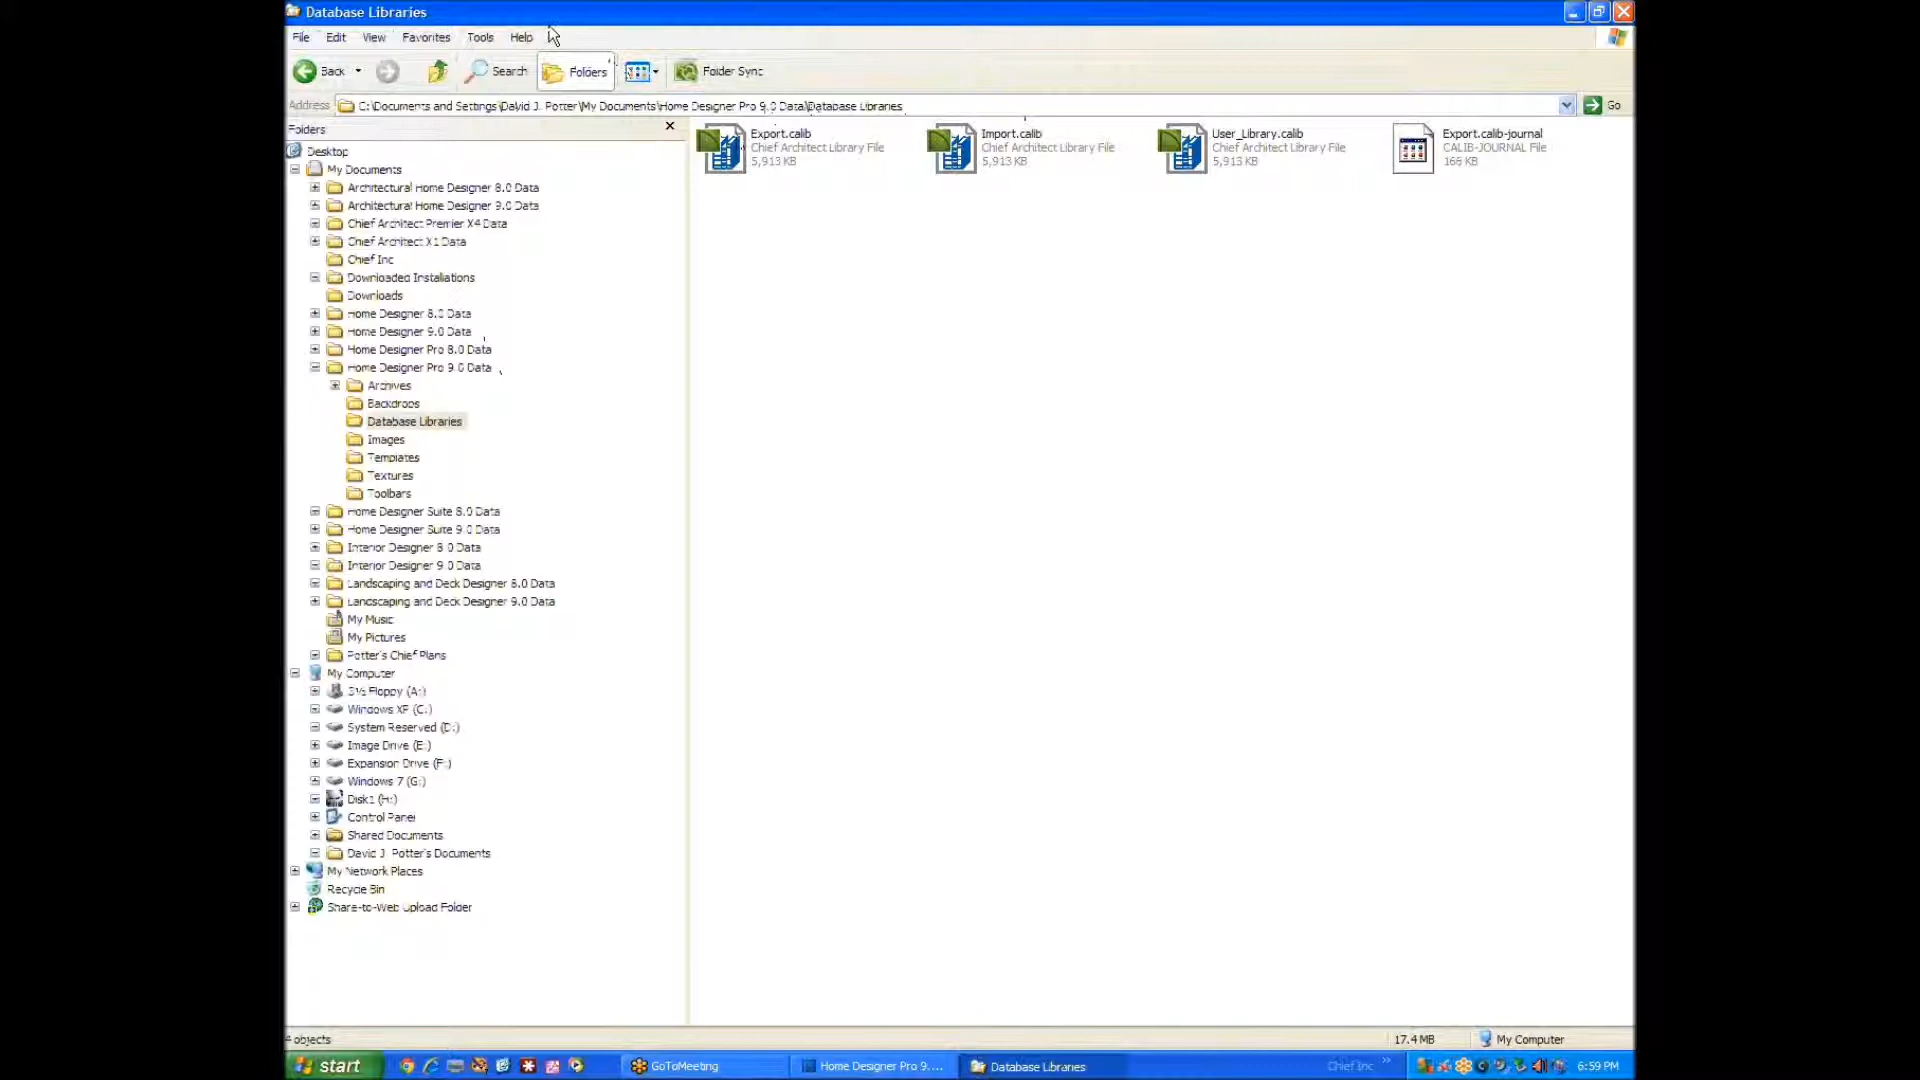 Database Libraries
File Edit View Favorites Tools Help
Back Search Folders Folder Sync
Address C:\Documents and Settings\David J. Potter\My Documents\Home Designer Pro 9.0 Data\Database Libraries Go
Folders
Desktop
My Documents
Architectural Home Designer 8.0 Data
Architectural Home Designer 9.0 Data
Chief Architect Premier X4 Data
Chief Architect X1 Data
Chief Inc
Downloaded Installations
Downloads
Home Designer 8.0 Data
Home Designer 9.0 Data
Home Designer Pro 8.0 Data
Home Designer Pro 9.0 Data
Archives
Backdrops
Database Libraries
Images
Templates
Textures
Toolbars
Home Designer Suite 8.0 Data
Home Designer Suite 9.0 Data
Interior Designer 8.0 Data
Interior Designer 9.0 Data
Landscaping and Deck Designer 8.0 Data
Landscaping and Deck Designer 9.0 Data
My Music
My Pictures
Potter's Chief Plans
My Computer
3½ Floppy (A:)
Windows XP (C:)
System Reserved (D:)
Image Drive (E:)
Expansion Drive (F:)
Windows 7 (G:)
Disk1 (H:)
Control Panel
Shared Documents
David J. Potter's Documents
My Network Places
Recycle Bin
Share-to-Web Upload Folder
Export.calib
Chief Architect Library File
5,913 KB
Import.calib
Chief Architect Library File
5,913 KB
User_Library.calib
Chief Architect Library File
5,913 KB
Export.calib-journal
CALIB-JOURNAL File
166 KB
4 objects 17.4 MB My Computer
start GoToMeeting Home Designer Pro 9.... Database Libraries Chief Inc » 6:59 PM